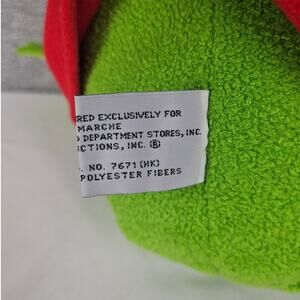 RED EXCLUSIVELY FOR
MARCHE
DEPARTMENT STORES, INC.
CTIONS, INC. ®
. NO. 7671 (HK)
POLYESTER FIBERS